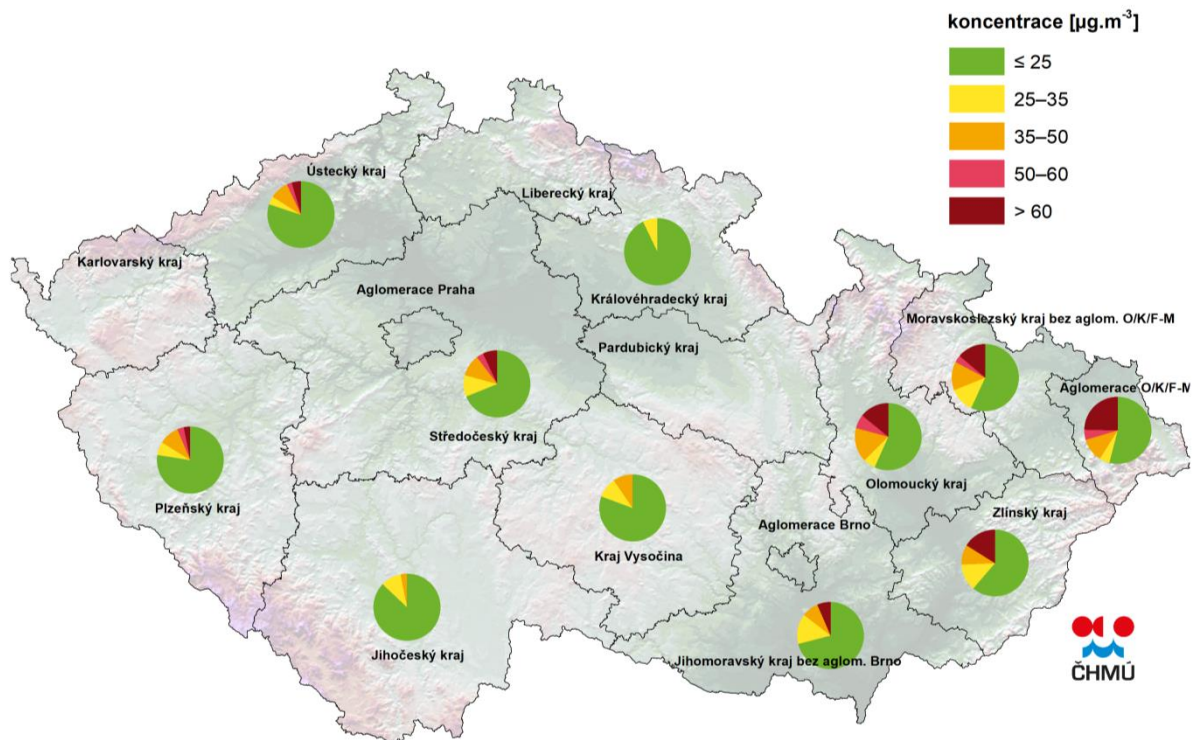 koncentrace [µg.m⁻³]
≤ 25
25–35
35–50
50–60
> 60
Ústecký kraj
Liberecký kraj
Karlovarský kraj
Aglomerace Praha
Královéhradecký kraj
Moravskoslezský kraj bez aglom. O/K/F-M
Pardubický kraj
Aglomerace O/K/F-M
Středočeský kraj
Olomoucký kraj
Plzeňský kraj
Zlínský kraj
Aglomerace Brno
Kraj Vysočina
Jihočeský kraj
Jihomoravský kraj bez aglom. Brno
ČHMÚ